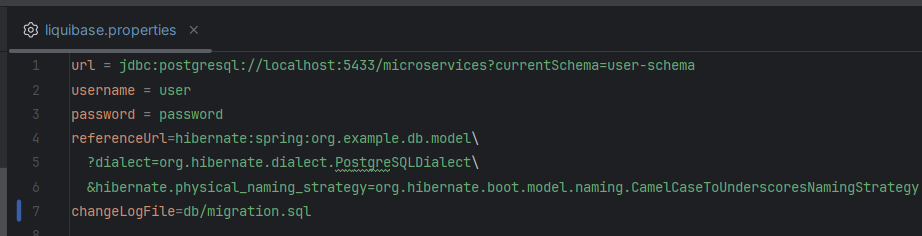 liquibase.properties
1 url = jdbc:postgresql://localhost:5433/microservices?currentSchema=user-schema
2 username = user
3 password = password
4 referenceUrl=hibernate:spring:org.example.db.model\
5 ?dialect=org.hibernate.dialect.PostgreSQLDialect\
6 &hibernate.physical_naming_strategy=org.hibernate.boot.model.naming.CamelCaseToUnderscoresNamingStrategy
7 changeLogFile=db/migration.sql
8